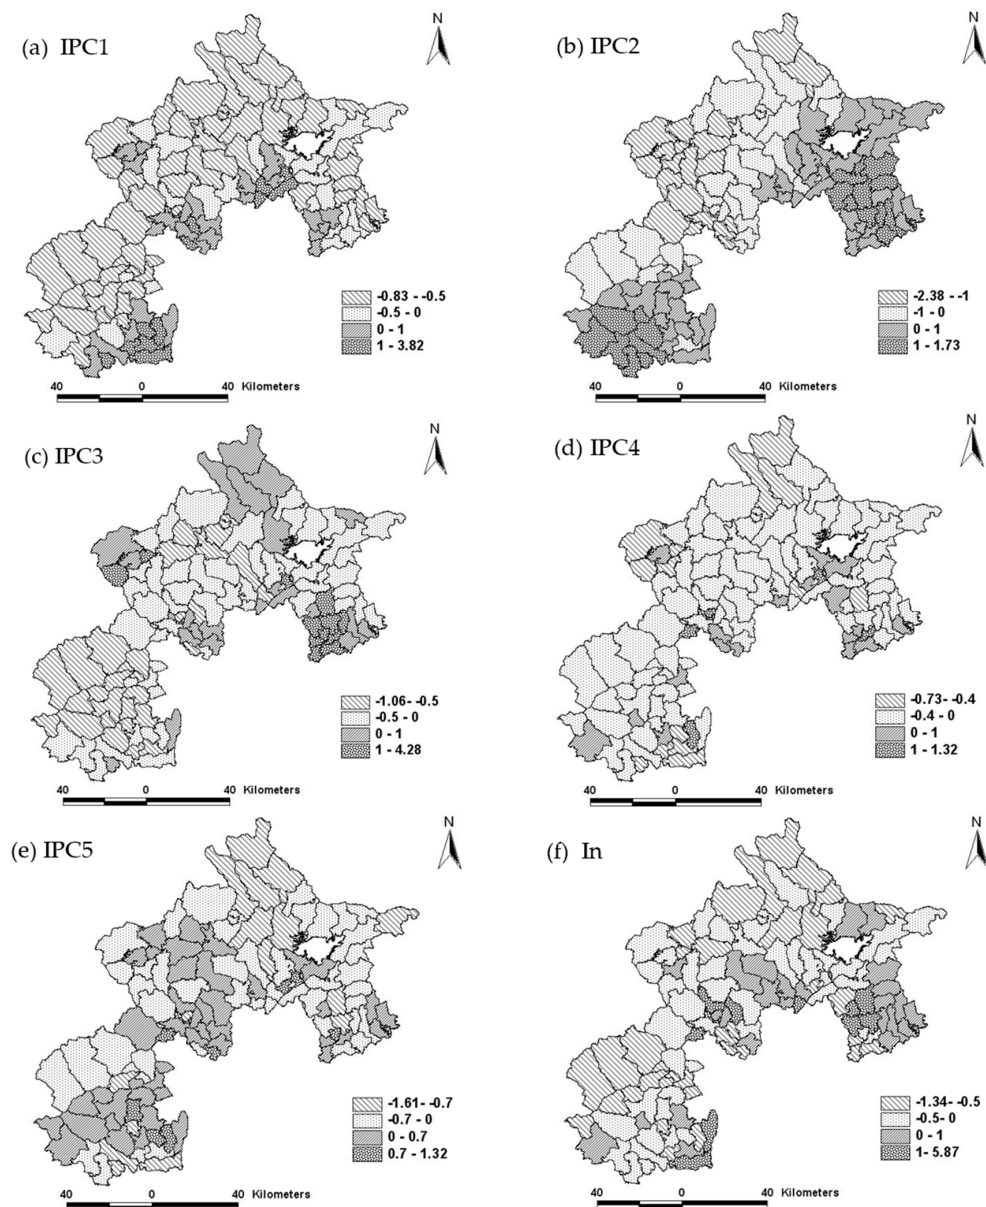 (a) IPC1
N
-0.83 - -0.5
-0.5 - 0
0 - 1
1 - 3.82
40 0 40 Kilometers
(b) IPC2
N
-2.38 - -1
-1 - 0
0 - 1
1 - 1.73
40 0 40 Kilometers
(c) IPC3
N
-1.06- -0.5
-0.5 - 0
0 - 1
1 - 4.28
40 0 40 Kilometers
(d) IPC4
N
-0.73- -0.4
-0.4 - 0
0 - 1
1 - 1.32
40 0 40 Kilometers
(e) IPC5
N
-1.61- -0.7
-0.7 - 0
0 - 0.7
0.7 - 1.32
40 0 40 Kilometers
(f) In
N
-1.34- -0.5
-0.5- 0
0 - 1
1- 5.87
40 0 40 Kilometers